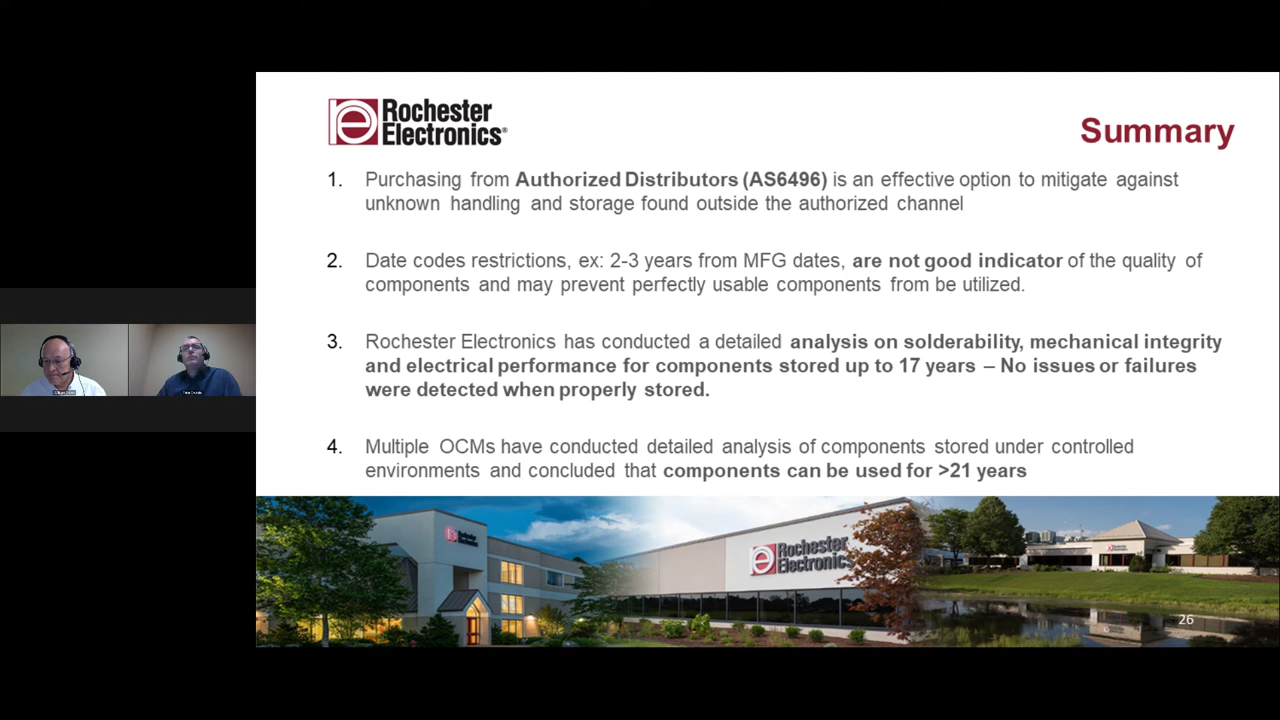 Rochester
Electronics®
Summary
1. Purchasing from Authorized Distributors (AS6496) is an effective option to mitigate against
unknown handling and storage found outside the authorized channel
2. Date codes restrictions, ex: 2-3 years from MFG dates, are not good indicator of the quality of
components and may prevent perfectly usable components from be utilized.
3. Rochester Electronics has conducted a detailed analysis on solderability, mechanical integrity
and electrical performance for components stored up to 17 years – No issues or failures
were detected when properly stored.
4. Multiple OCMs have conducted detailed analysis of components stored under controlled
environments and concluded that components can be used for >21 years
Rochester
Electronics
26